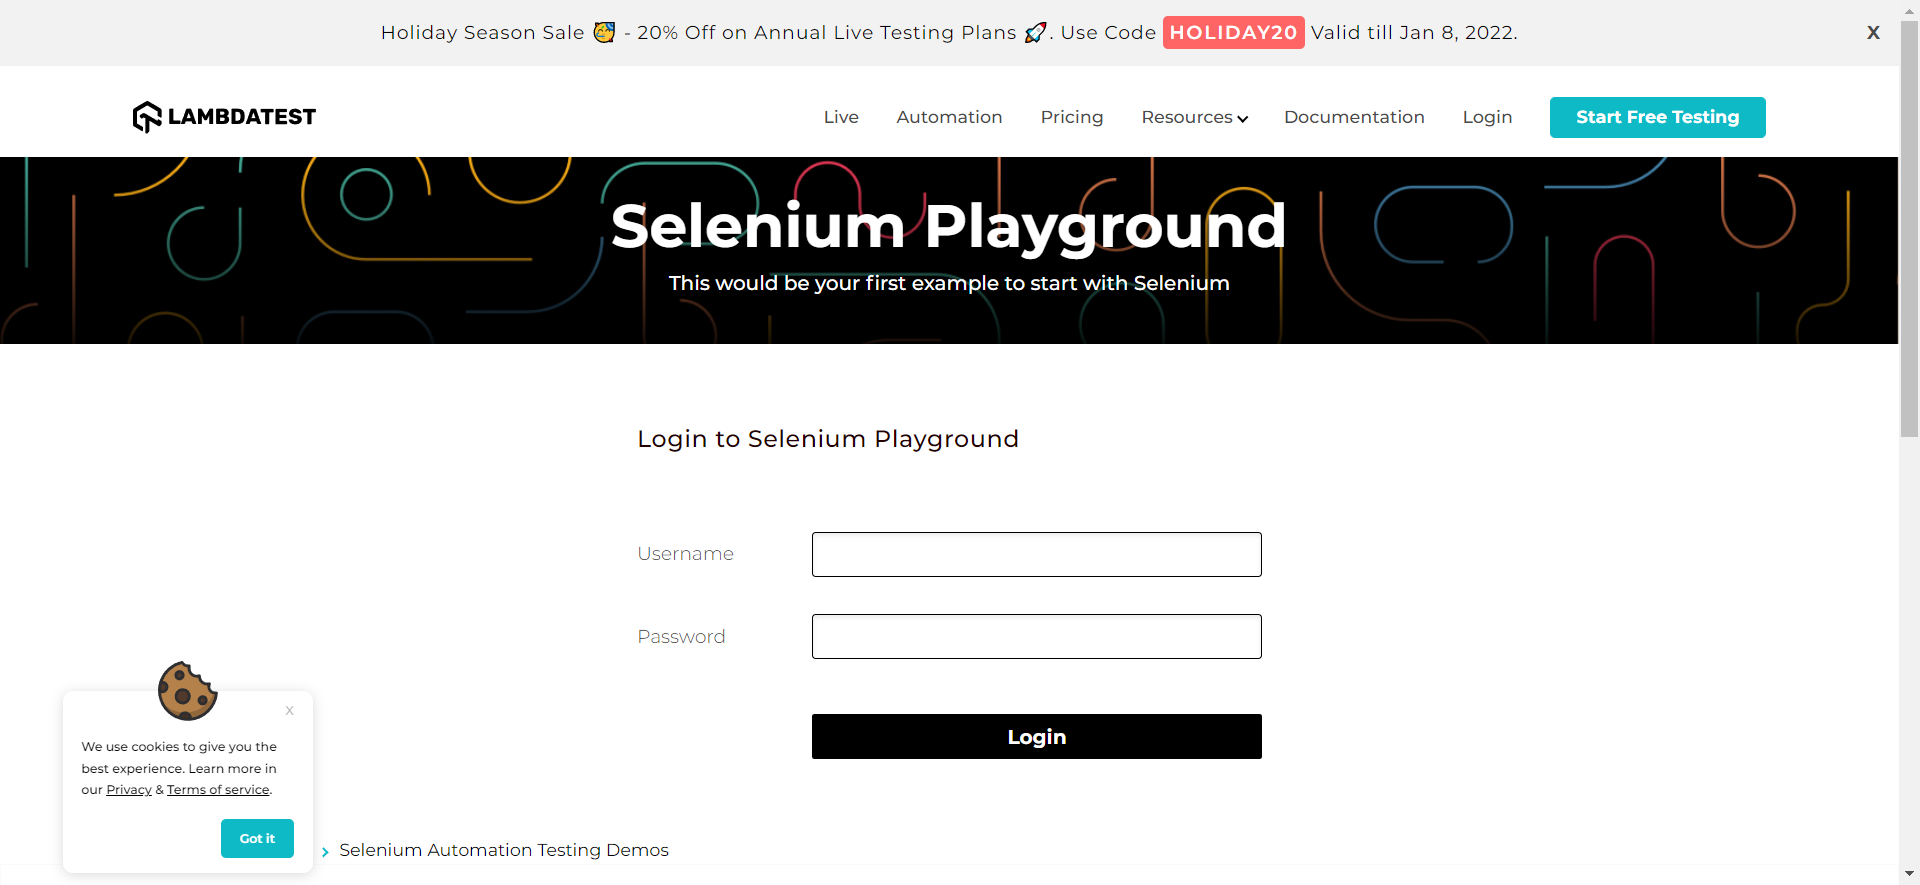 Holiday Season Sale 🥳 - 20% Off on Annual Live Testing Plans 🚀. Use Code HOLIDAY20 Valid till Jan 8, 2022.
X
LAMBDATEST
Live Automation Pricing Resources Documentation Login Start Free Testing
Selenium Playground
This would be your first example to start with Selenium
Login to Selenium Playground
Username
Password
Login
X
We use cookies to give you the
best experience. Learn more in
our Privacy & Terms of service.
Got it
Selenium Automation Testing Demos